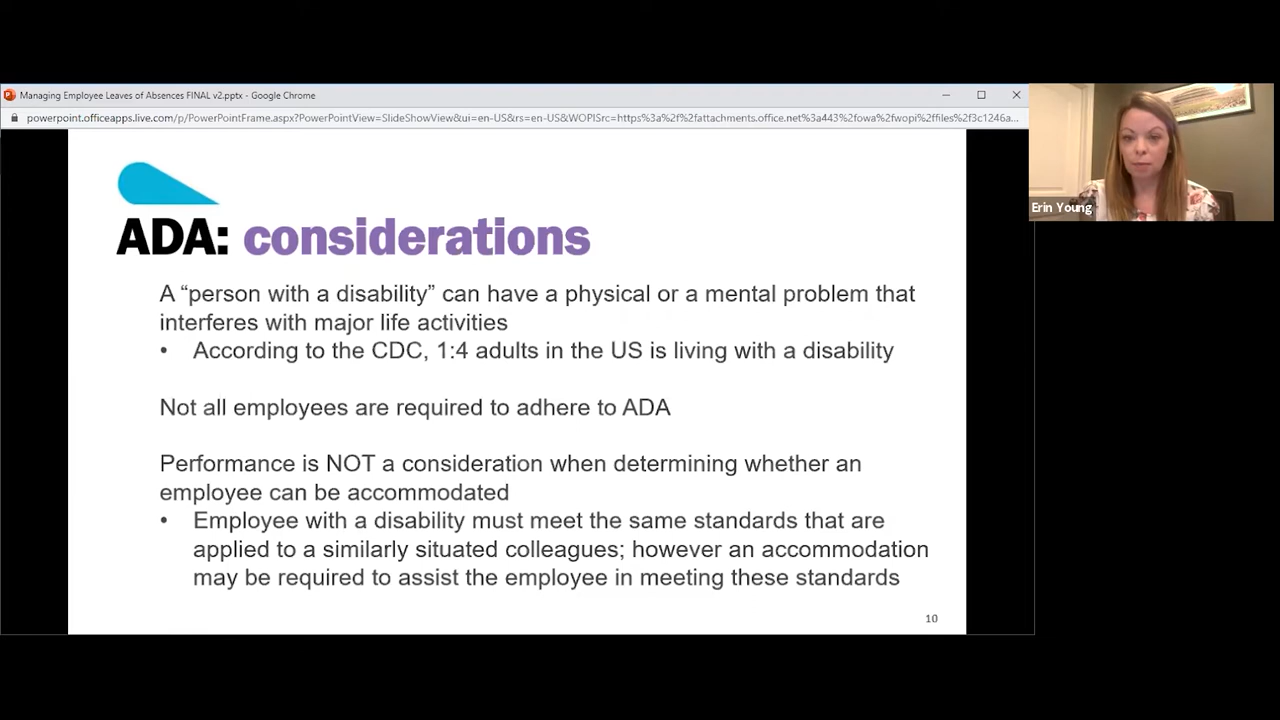 Managing Employee Leaves of Absences FINAL v2.pptx - Google Chrome
powerpoint.officeapps.live.com/p/PowerPointFrame.aspx?PowerPointView=SlideShowView&ui=en-US&rs=en-US&WOPISrc=https%3a%2f%2fattachments.office.net%3a443%2fowa%2fwopi%2ffiles%2f3c1246a...
Erin Young
ADA: considerations
A “person with a disability” can have a physical or a mental problem that
interferes with major life activities
• According to the CDC, 1:4 adults in the US is living with a disability
Not all employees are required to adhere to ADA
Performance is NOT a consideration when determining whether an
employee can be accommodated
• Employee with a disability must meet the same standards that are
applied to a similarly situated colleagues; however an accommodation
may be required to assist the employee in meeting these standards
10